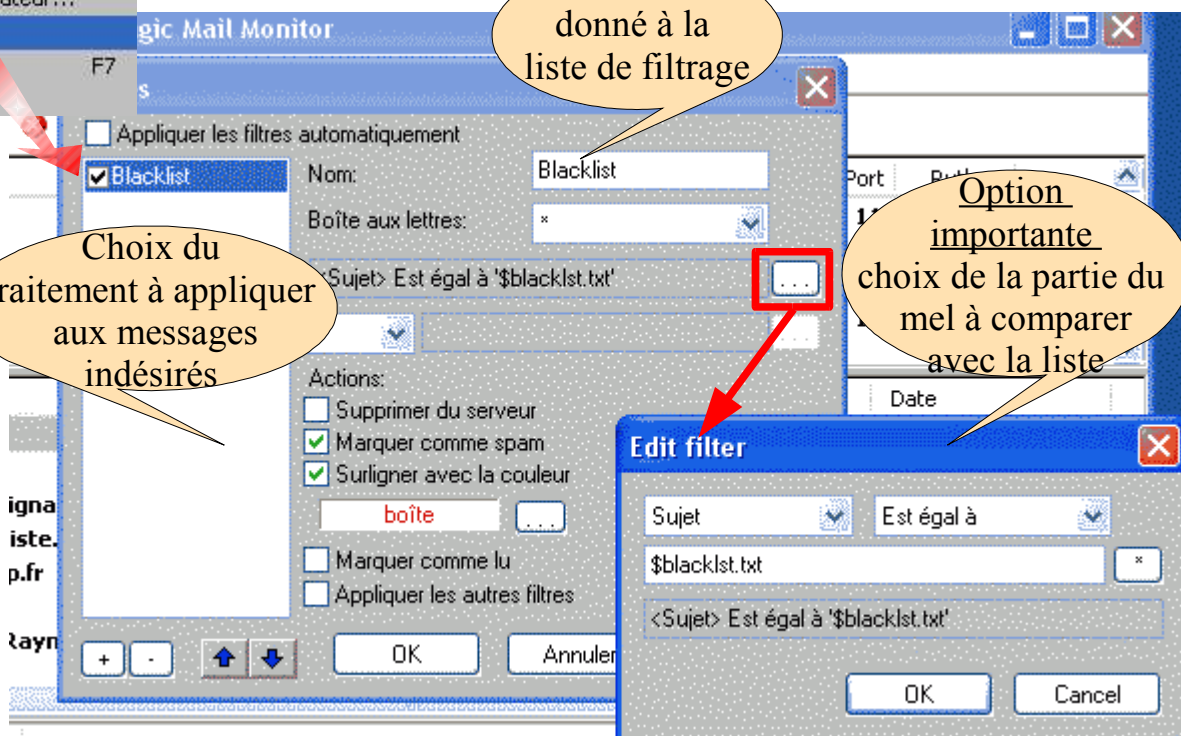 donné à la
liste de filtrage
gic Mail Monitor
F7
s
Appliquer les filtres automatiquement
Blacklist
Nom:
Blacklist
Boîte aux lettres:
*
Port
Choix du
raitement à appliquer
aux messages
indésirés
<Sujet> Est égal à '$blacklst.txt'
...
Option
importante
choix de la partie du
mel à comparer
avec la liste
Actions:
Supprimer du serveur
Marquer comme spam
Surligner avec la couleur
boîte
...
Marquer comme lu
Appliquer les autres filtres
+
-
OK
Annuler
Date
igna
iste.
p.fr
Rayn
Edit filter
Sujet
Est égal à
$blacklst.txt
*
<Sujet> Est égal à '$blacklst.txt'
OK
Cancel